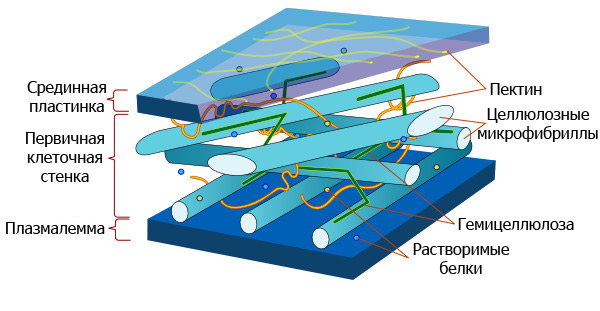 Срединная
пластинка
Первичная
клеточная
стенка
Плазмалемма
Пектин
Целлюлозные
микрофибриллы
Гемицеллюлоза
Растворимые
белки